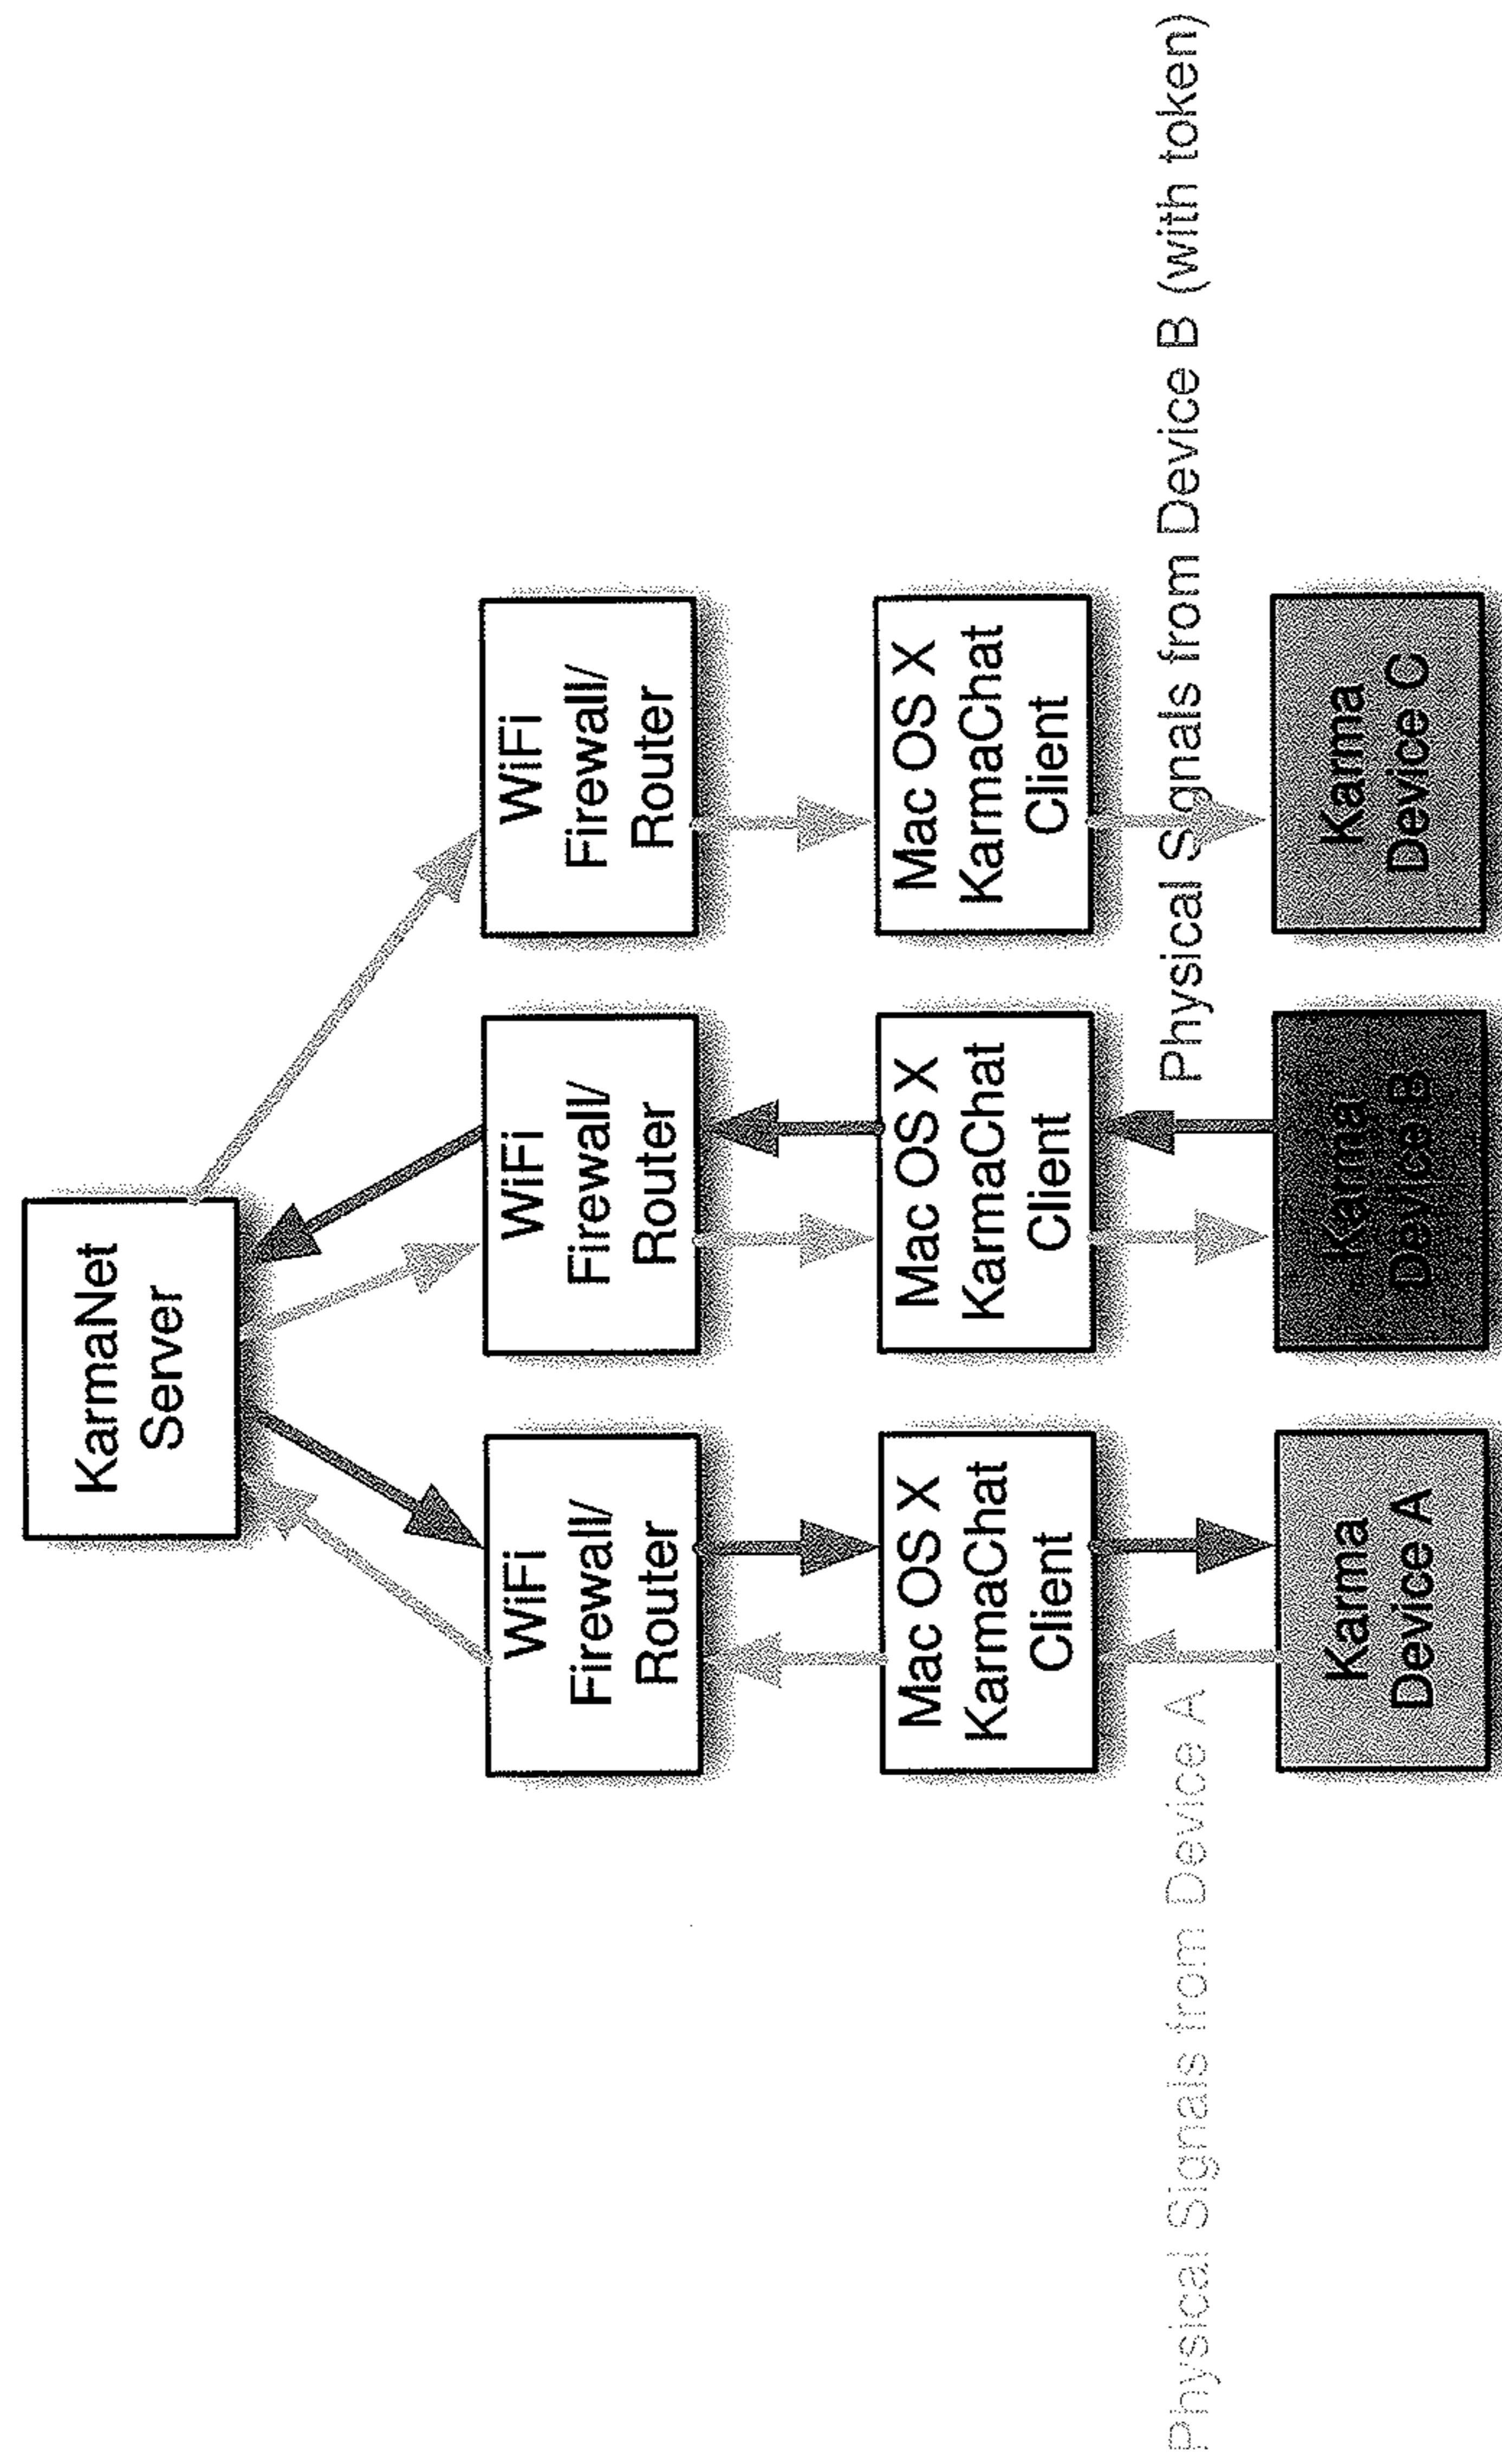 KarmaNet
Server
WiFi
Firewall/
Router
WiFi
Firewall/
Router
WiFi
Firewall/
Router
Mac OS X
KarmaChat
Client
Mac OS X
KarmaChat
Client
Mac OS X
KarmaChat
Client
Physical Signals from Device A
Physical Signals from Device B (with token)
Karma
Device A
Karma
Device B
Karma
Device C